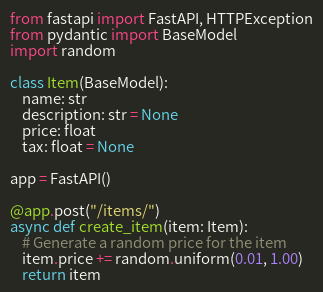 from fastapi import FastAPI, HTTPException
from pydantic import BaseModel
import random

class Item(BaseModel):
    name: str
    description: str = None
    price: float
    tax: float = None

app = FastAPI()

@app.post("/items/")
async def create_item(item: Item):
    # Generate a random price for the item
    item.price += random.uniform(0.01, 1.00)
    return item